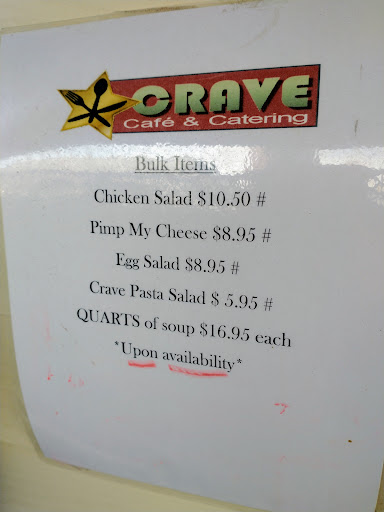 CRAVE
Café & Catering
Bulk Items
Chicken Salad $10.50 #
Pimp My Cheese $8.95 #
Egg Salad $8.95 #
Crave Pasta Salad $ 5.95 #
QUARTS of soup $16.95 each
*Upon availability*